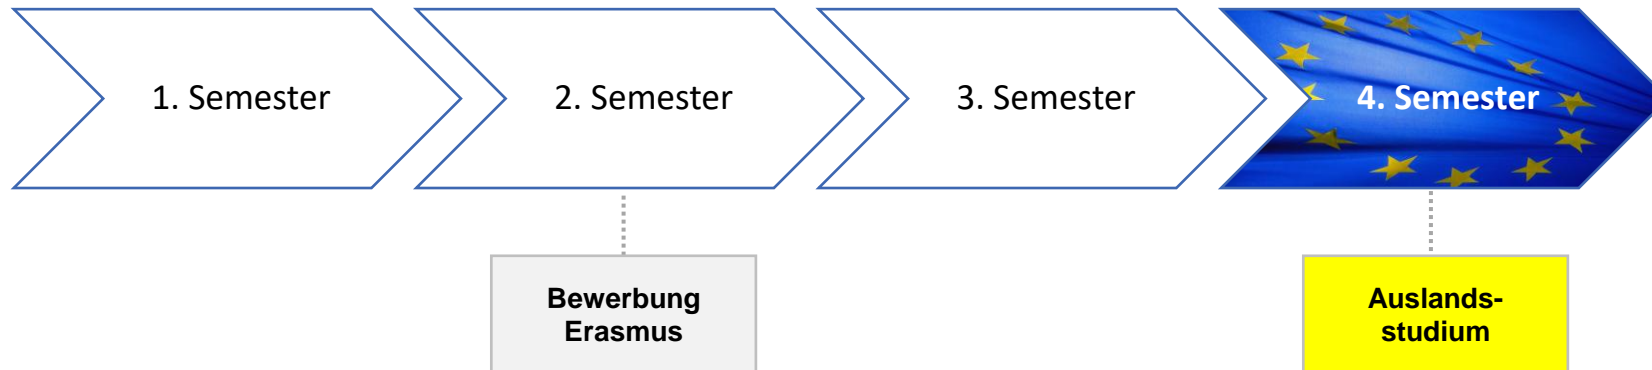 1. Semester
2. Semester
3. Semester
4. Semester
Bewerbung
Erasmus
Auslands-
studium